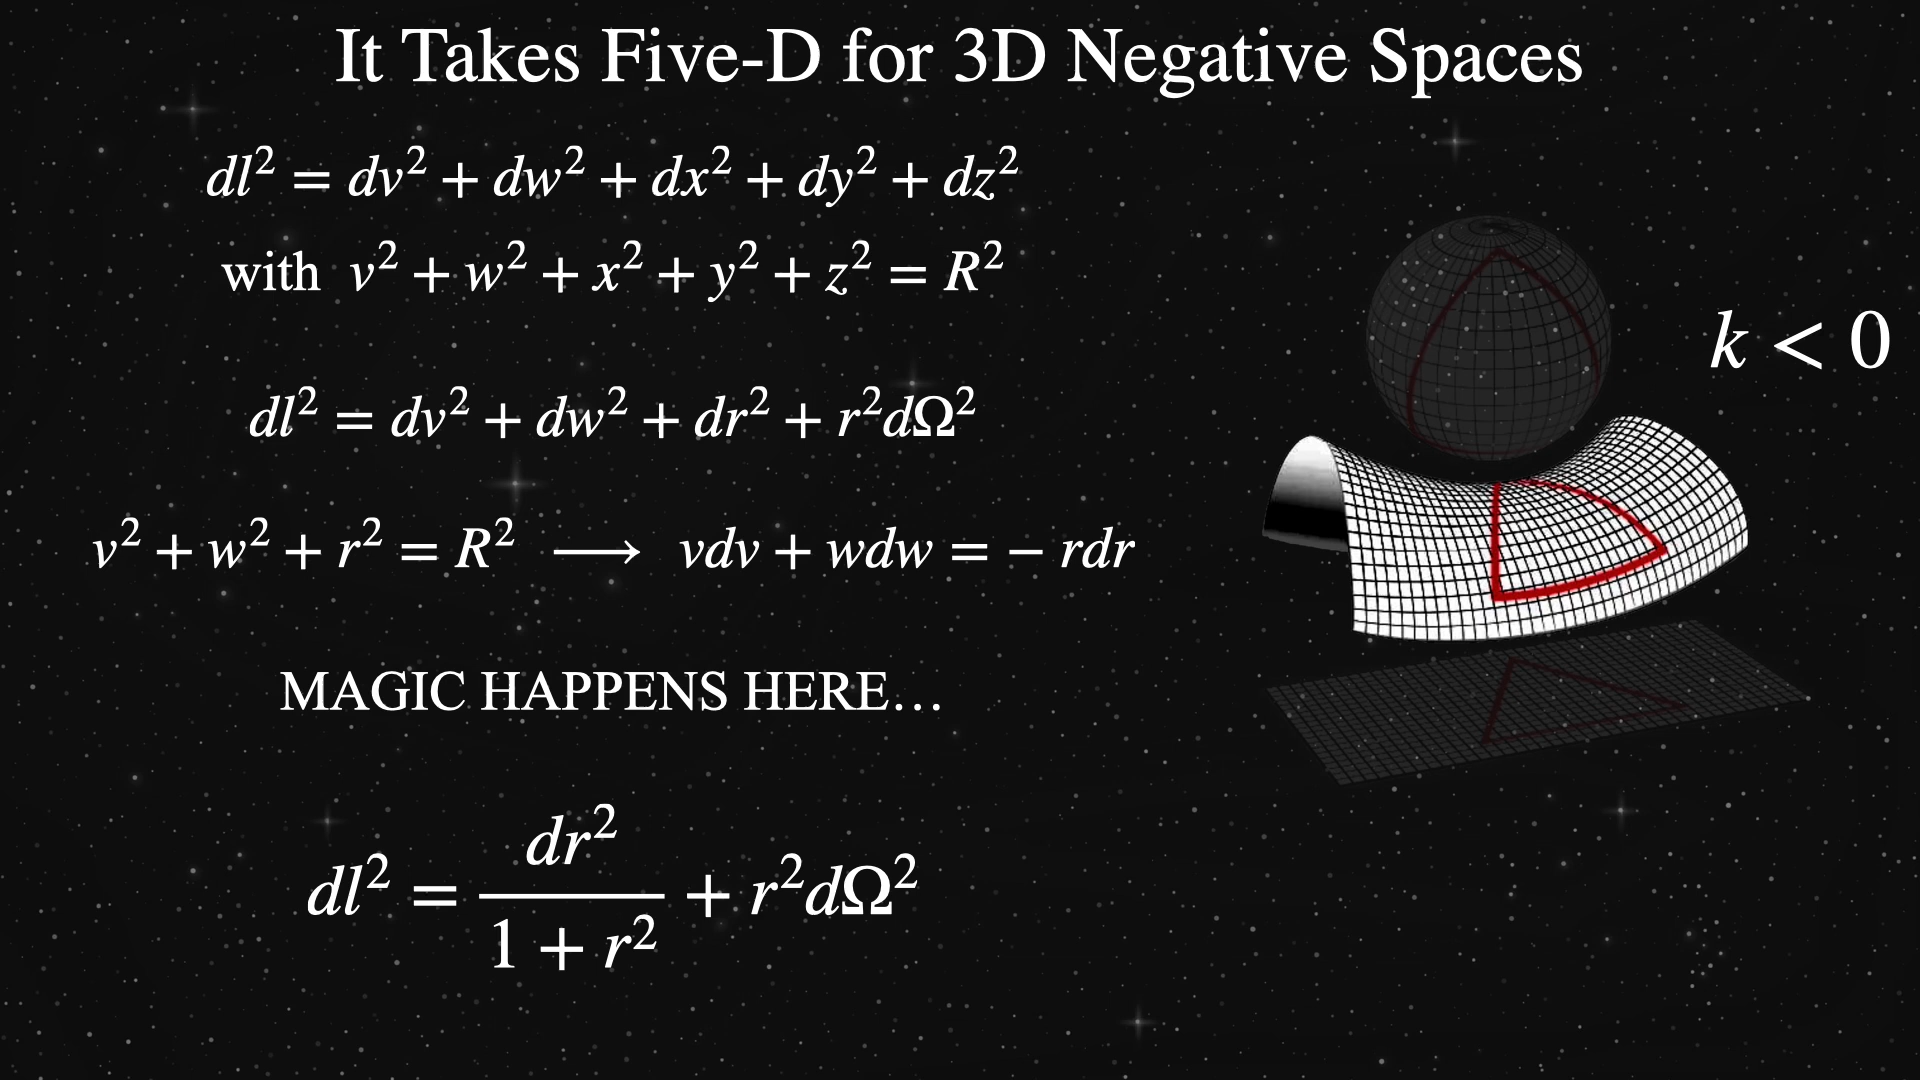 It Takes Five-D for 3D Negative Spaces
dl² = dv² + dw² + dx² + dy² + dz²
with v² + w² + x² + y² + z² = R²
k < 0
dl² = dv² + dw² + dr² + r²dΩ²
v² + w² + r² = R² ⟶ vdv + wdw = − rdr
MAGIC HAPPENS HERE…
dl² = dr² / (1 + r²) + r²dΩ²